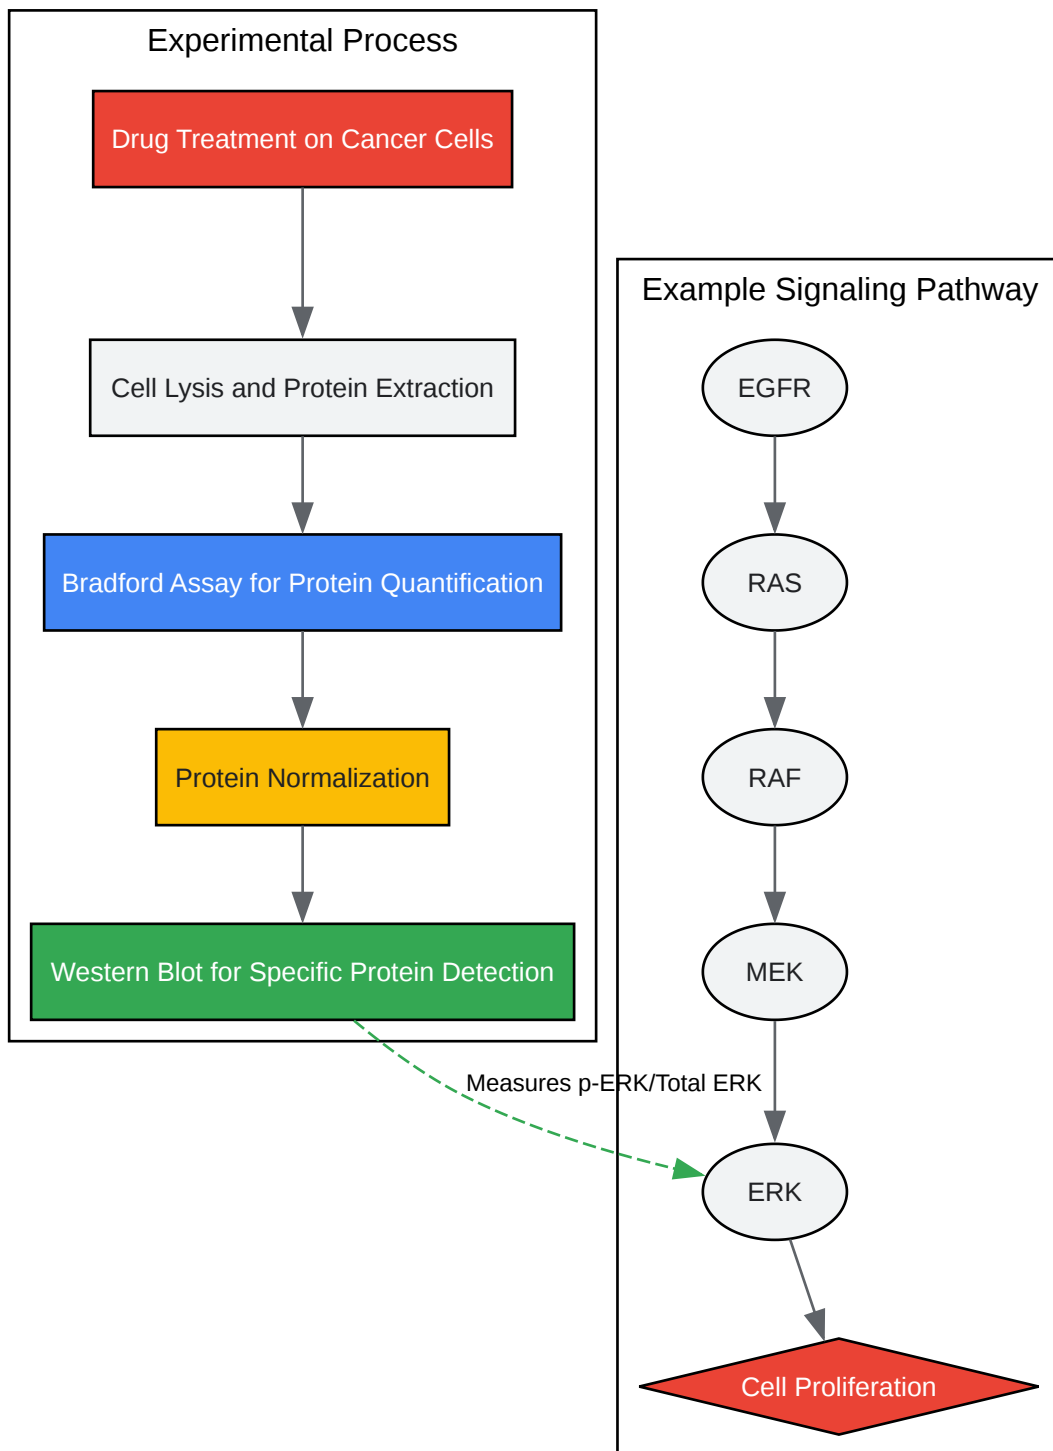 Experimental Process
Drug Treatment on Cancer Cells
Cell Lysis and Protein Extraction
Bradford Assay for Protein Quantification
Protein Normalization
Western Blot for Specific Protein Detection
Measures p-ERK/Total ERK
Example Signaling Pathway
EGFR
RAS
RAF
MEK
ERK
Cell Proliferation